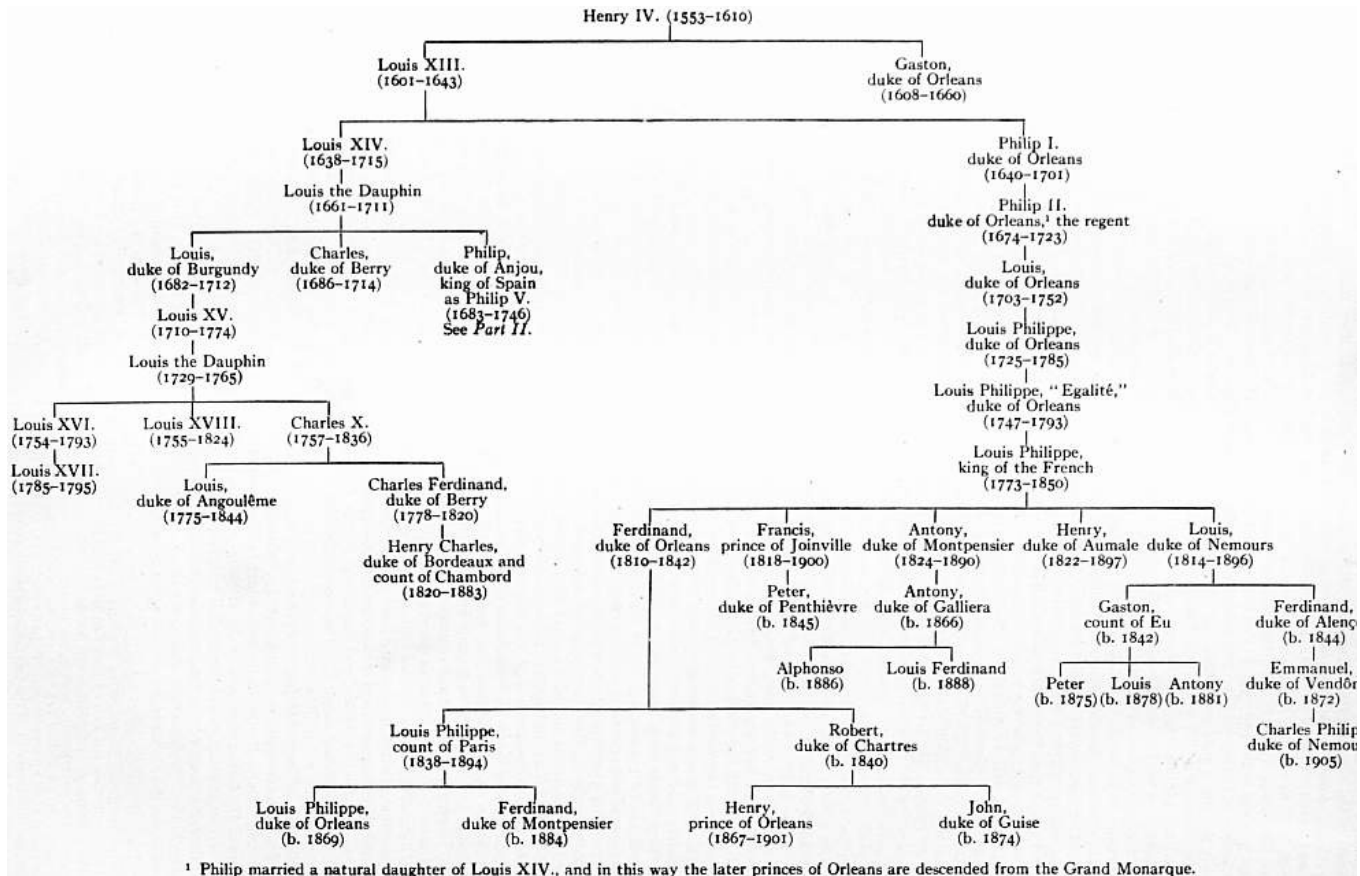 Henry IV. (1553–1610)
Louis XIII.
(1601–1643)
Gaston,
duke of Orleans
(1608–1660)
Louis XIV.
(1638–1715)
Philip I.
duke of Orleans
(1640–1701)
Louis the Dauphin
(1661–1711)
Philip II.
duke of Orleans,¹ the regent
(1674–1723)
Louis,
duke of Burgundy
(1682–1712)
Charles,
duke of Berry
(1686–1714)
Philip,
duke of Anjou,
king of Spain
as Philip V.
(1683–1746)
See Part II.
Louis,
duke of Orleans
(1703–1752)
Louis XV.
(1710–1774)
Louis Philippe,
duke of Orleans
(1725–1785)
Louis the Dauphin
(1729–1765)
Louis Philippe, “Egalité,”
duke of Orleans
(1747–1793)
Louis XVI.
(1754–1793)
Louis XVIII.
(1755–1824)
Charles X.
(1757–1836)
Louis Philippe,
king of the French
(1773–1850)
Louis XVII.
(1785–1795)
Louis,
duke of Angoulême
(1775–1844)
Charles Ferdinand,
duke of Berry
(1778–1820)
Henry Charles,
duke of Bordeaux and
count of Chambord
(1820–1883)
Ferdinand,
duke of Orleans
(1810–1842)
Francis,
prince of Joinville
(1818–1900)
Antony,
duke of Montpensier
(1824–1890)
Henry,
duke of Aumale
(1822–1897)
Louis,
duke of Nemours
(1814–1896)
Peter,
duke of Penthièvre
(b. 1845)
Antony,
duke of Galliera
(b. 1866)
Gaston,
count of Eu
(b. 1842)
Ferdinand,
duke of Alenç
(b. 1844)
Alphonso
(b. 1886)
Louis Ferdinand
(b. 1888)
Peter
(b. 1875)
Louis
(b. 1878)
Antony
(b. 1881)
Emmanuel,
duke of Vendôm
(b. 1872)
Louis Philippe,
count of Paris
(1838–1894)
Robert,
duke of Chartres
(b. 1840)
Charles Philip
duke of Nemou
(b. 1905)
Louis Philippe,
duke of Orleans
(b. 1869)
Ferdinand,
duke of Montpensier
(b. 1884)
Henry,
prince of Orleans
(1867–1901)
John,
duke of Guise
(b. 1874)
¹ Philip married a natural daughter of Louis XIV., and in this way the later princes of Orleans are descended from the Grand Monarque.